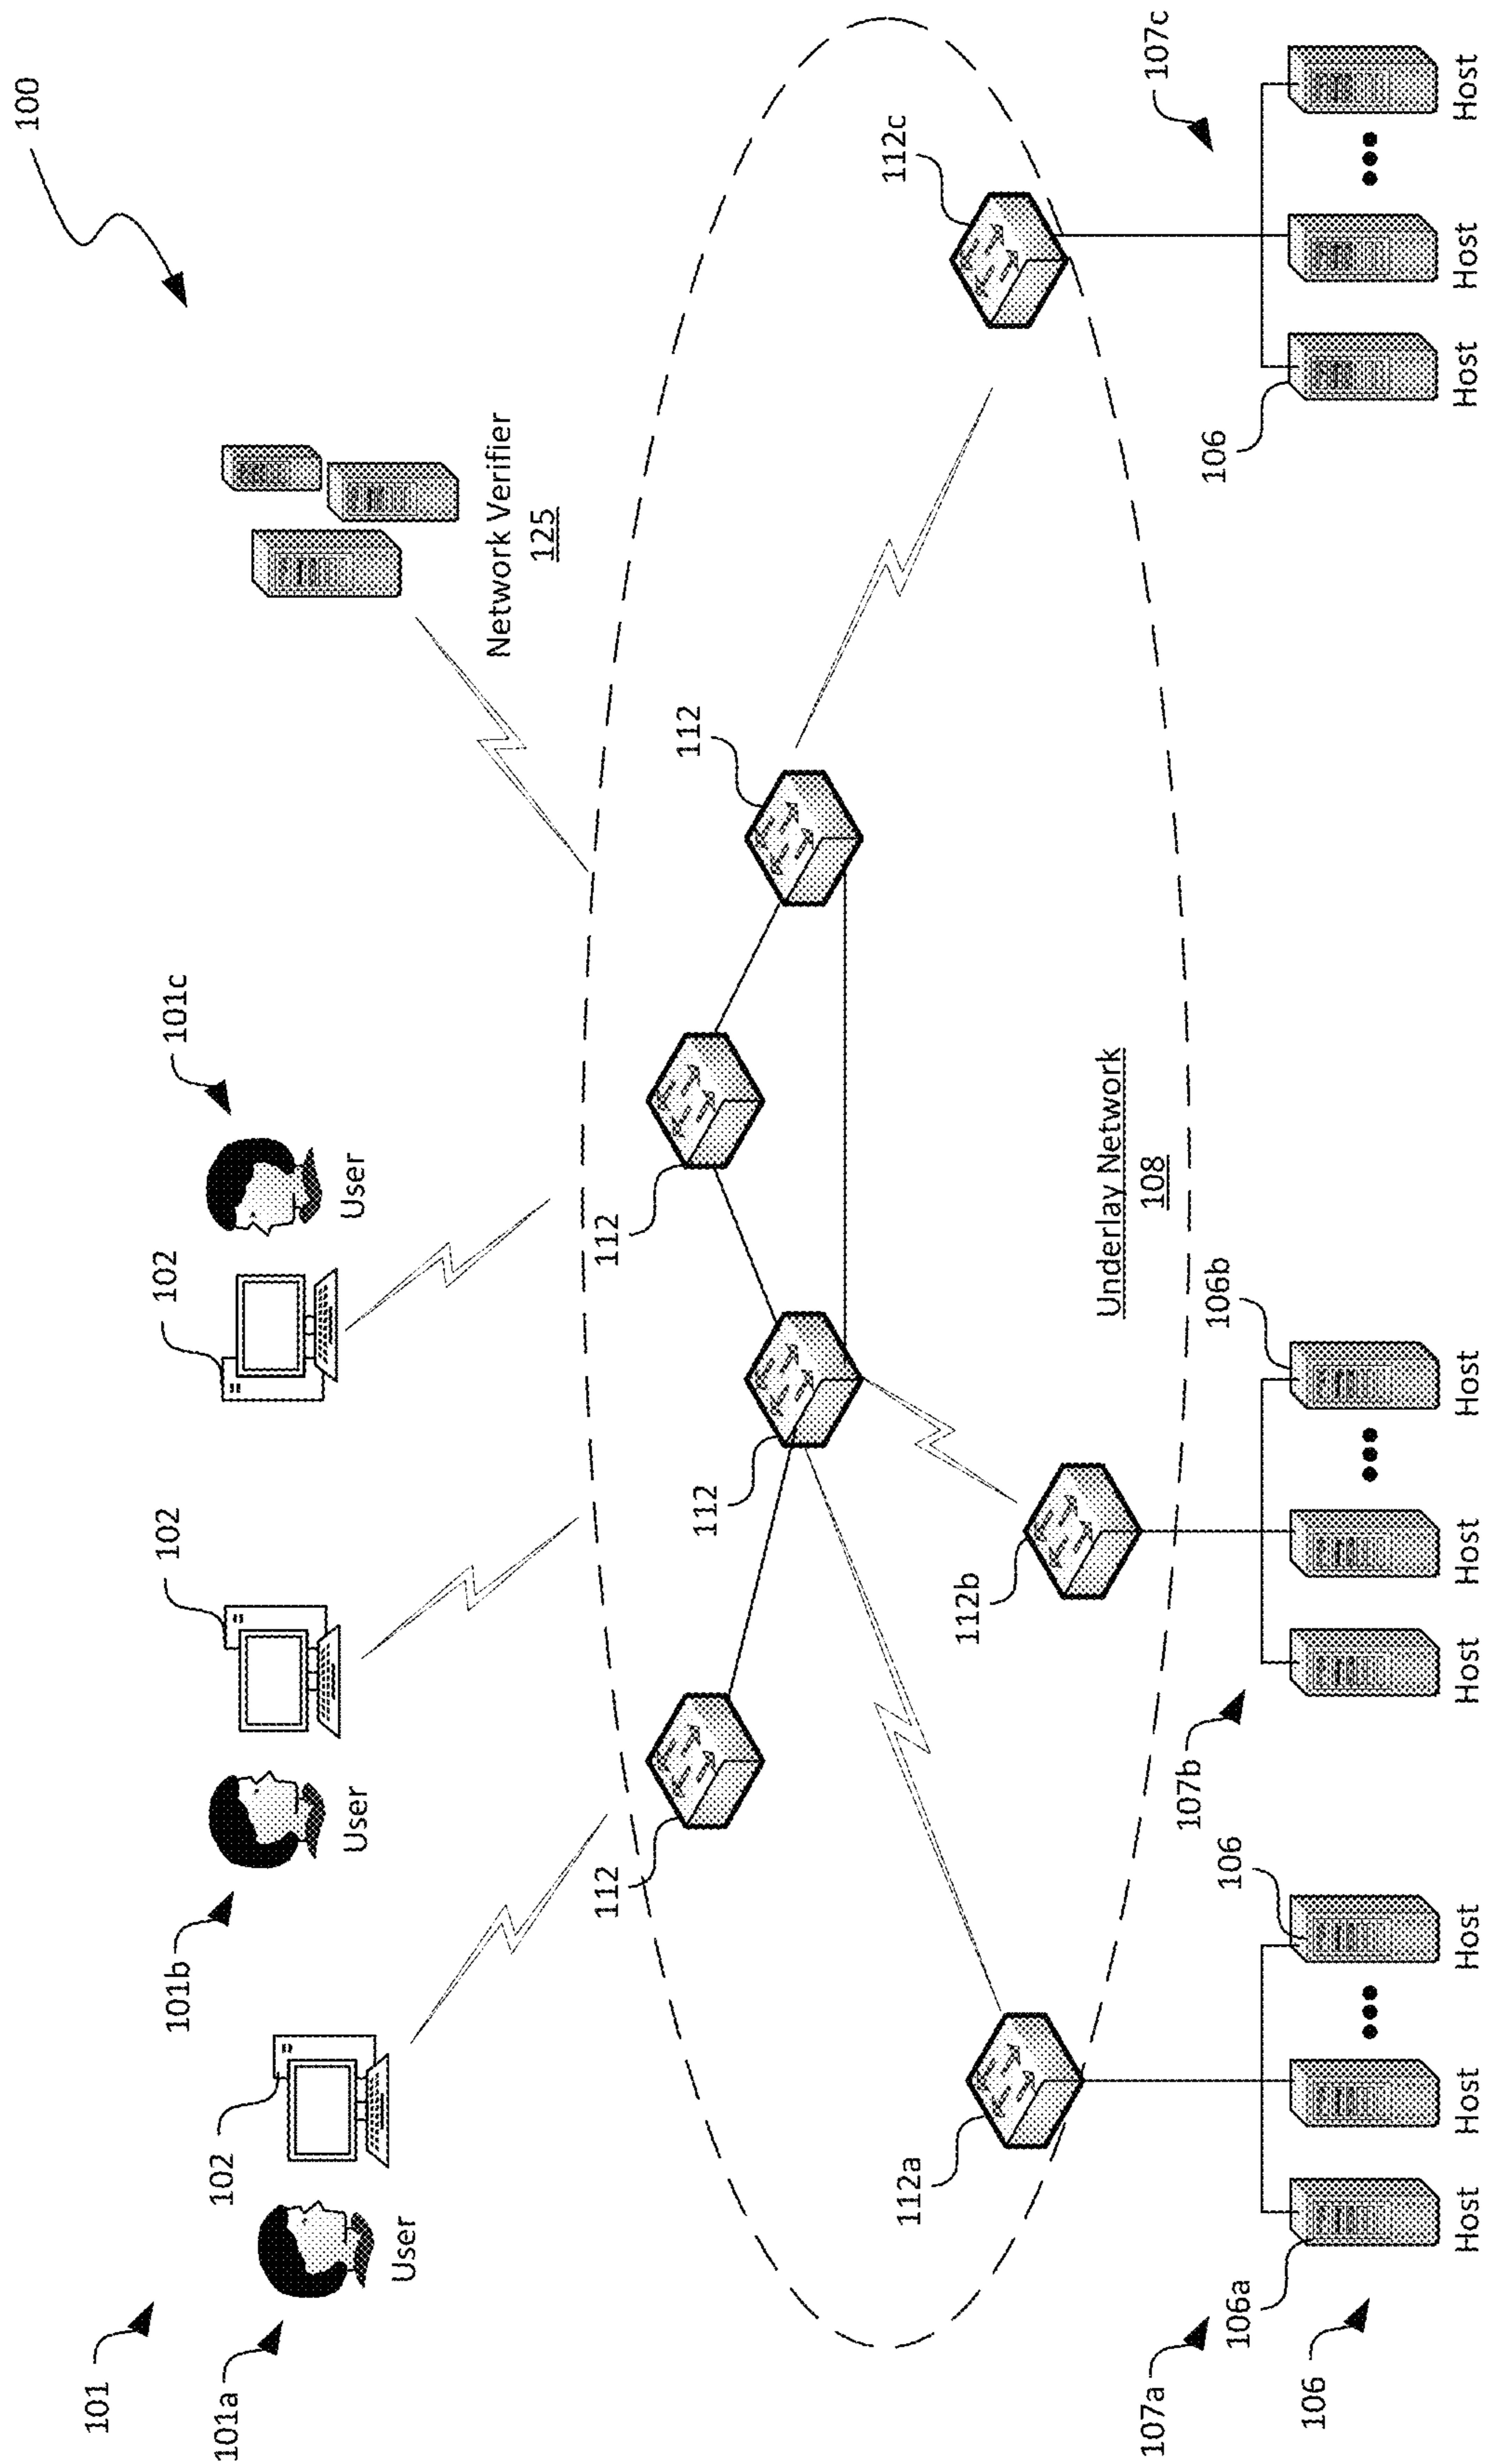 100
101
101a
User
102
101b
User
102
102
User
101c
Network Verifier
125
112
112
112
112
112a
112b
112c
Underlay Network
108
107a
106a
106
106
107b
106b
106
107c
Host
Host
Host
Host
Host
Host
Host
Host
Host